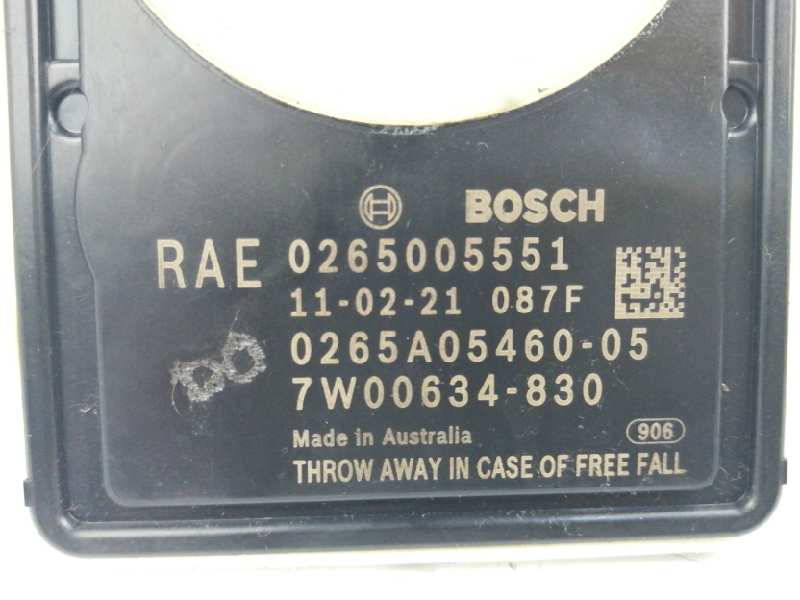 BOSCH
RAE 0265005551
11-02-21 087F
0265A05460-05
7W00634-830
Made in Australia 906
THROW AWAY IN CASE OF FREE FALL